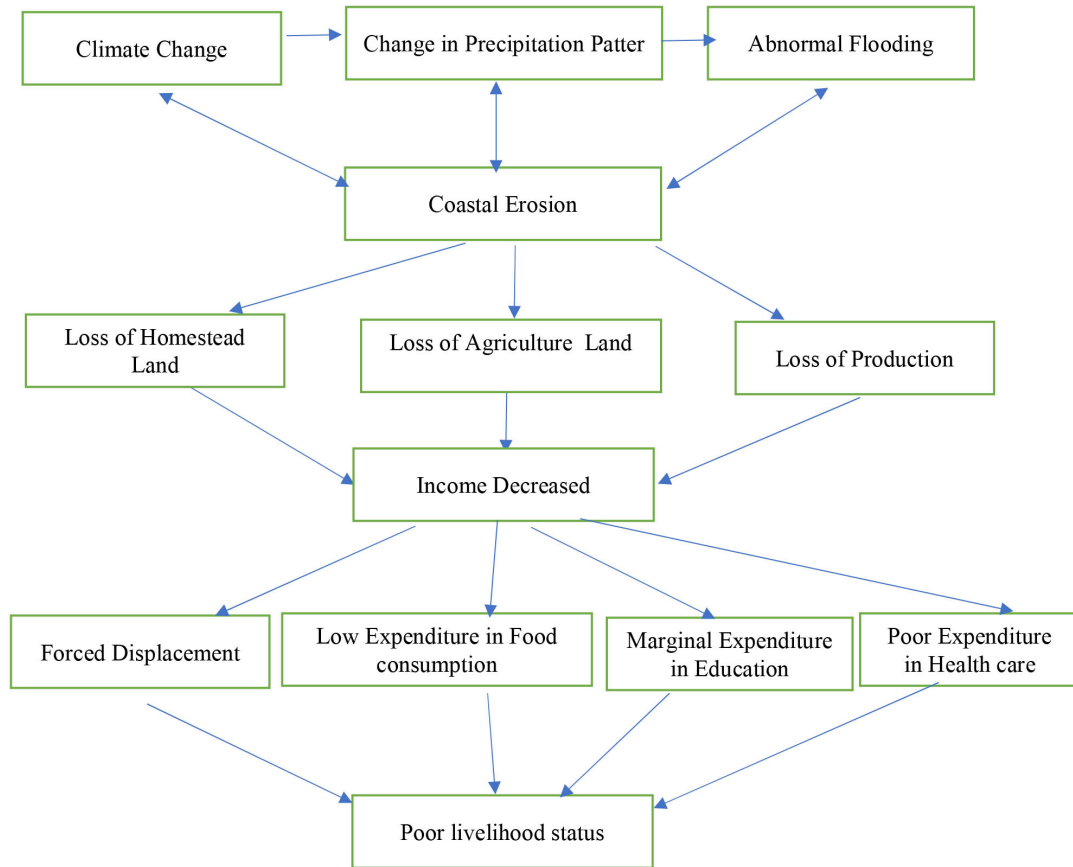 Climate Change
Change in Precipitation Patter
Abnormal Flooding
Coastal Erosion
Loss of Homestead
Land
Loss of Agriculture Land
Loss of Production
Income Decreased
Forced Displacement
Low Expenditure in Food
consumption
Marginal Expenditure
in Education
Poor Expenditure
in Health care
Poor livelihood status